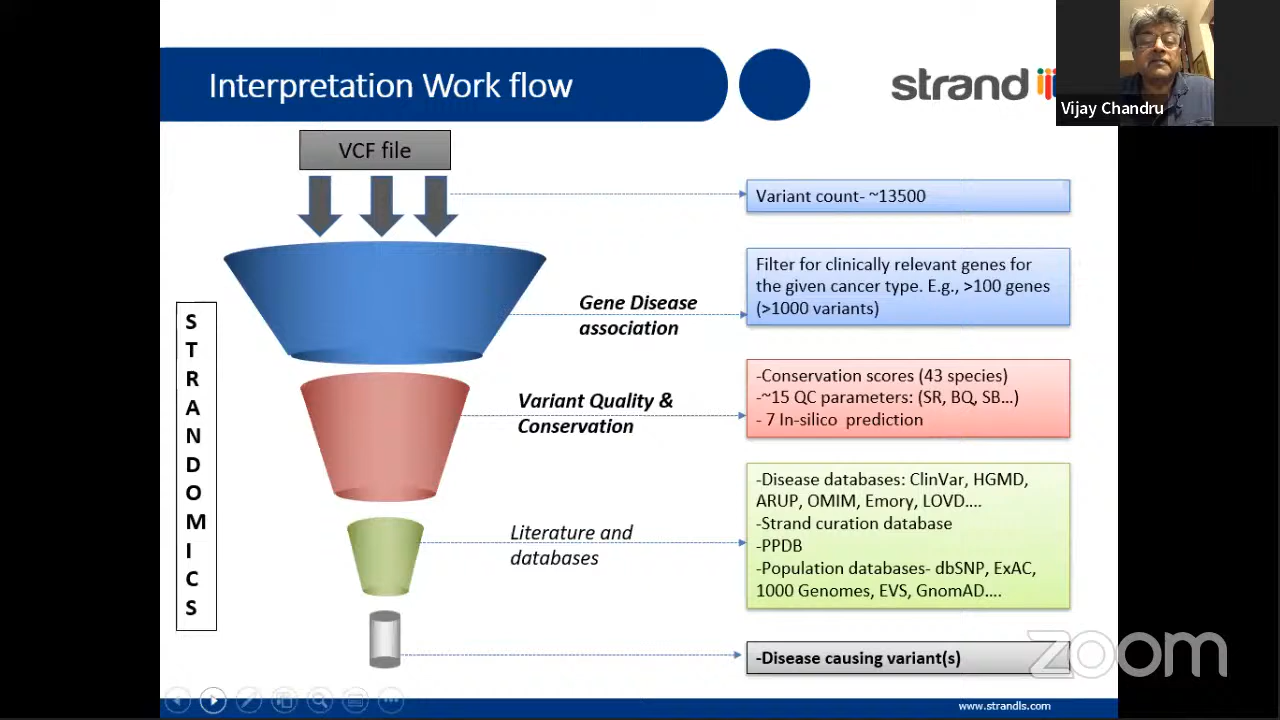 Interpretation Work flow
strand
Vijay Chandru
VCF file
Variant count- ~13500
Filter for clinically relevant genes for
the given cancer type. E.g., >100 genes
(>1000 variants)
Gene Disease
association
-Conservation scores (43 species)
-~15 QC parameters: (SR, BQ, SB...)
- 7 In-silico prediction
Variant Quality &
Conservation
-Disease databases: ClinVar, HGMD,
ARUP, OMIM, Emory, LOVD....
-Strand curation database
-PPDB
-Population databases- dbSNP, ExAC,
1000 Genomes, EVS, GnomAD....
Literature and
databases
-Disease causing variant(s)
S
T
R
A
N
D
O
M
I
C
S
zoom
www.strandls.com